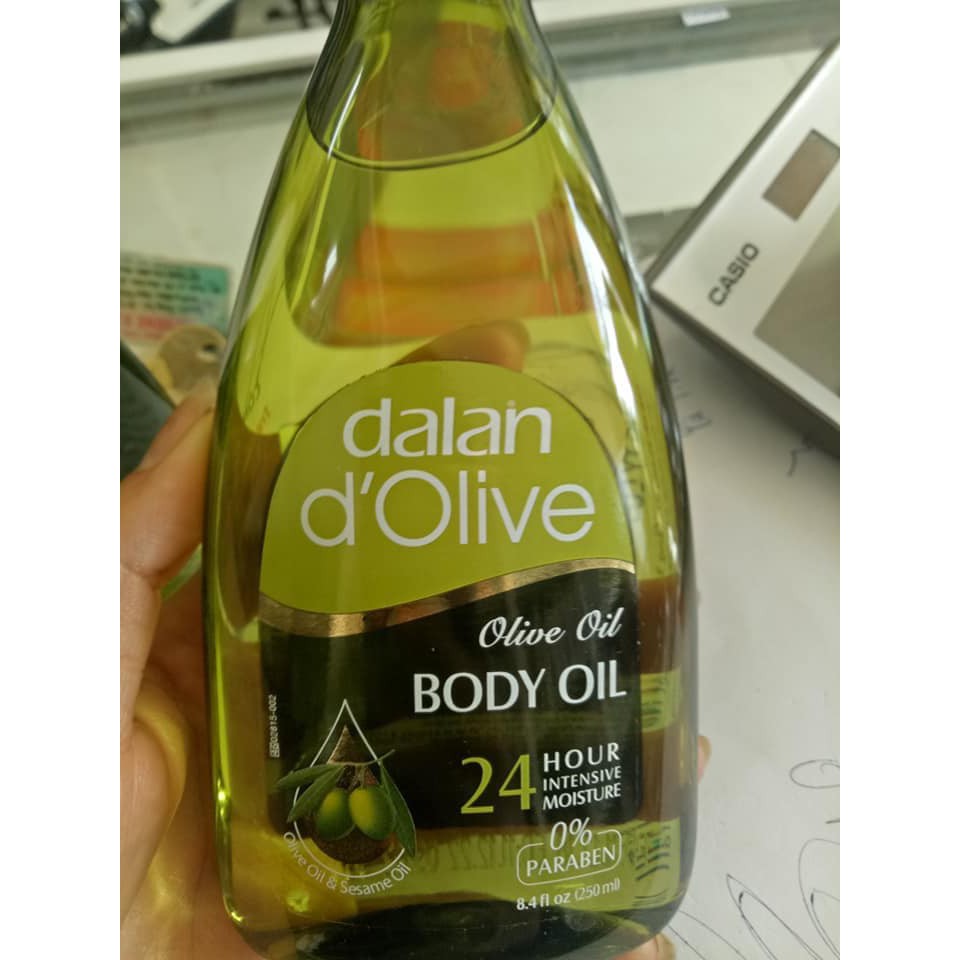 CASIO
dalan
d'Olive
Olive Oil
BODY OIL
24 HOUR
INTENSIVE
MOISTURE
0%
PARABEN
8.4 fl oz (250 ml)
Olive Oil & Sesame Oil